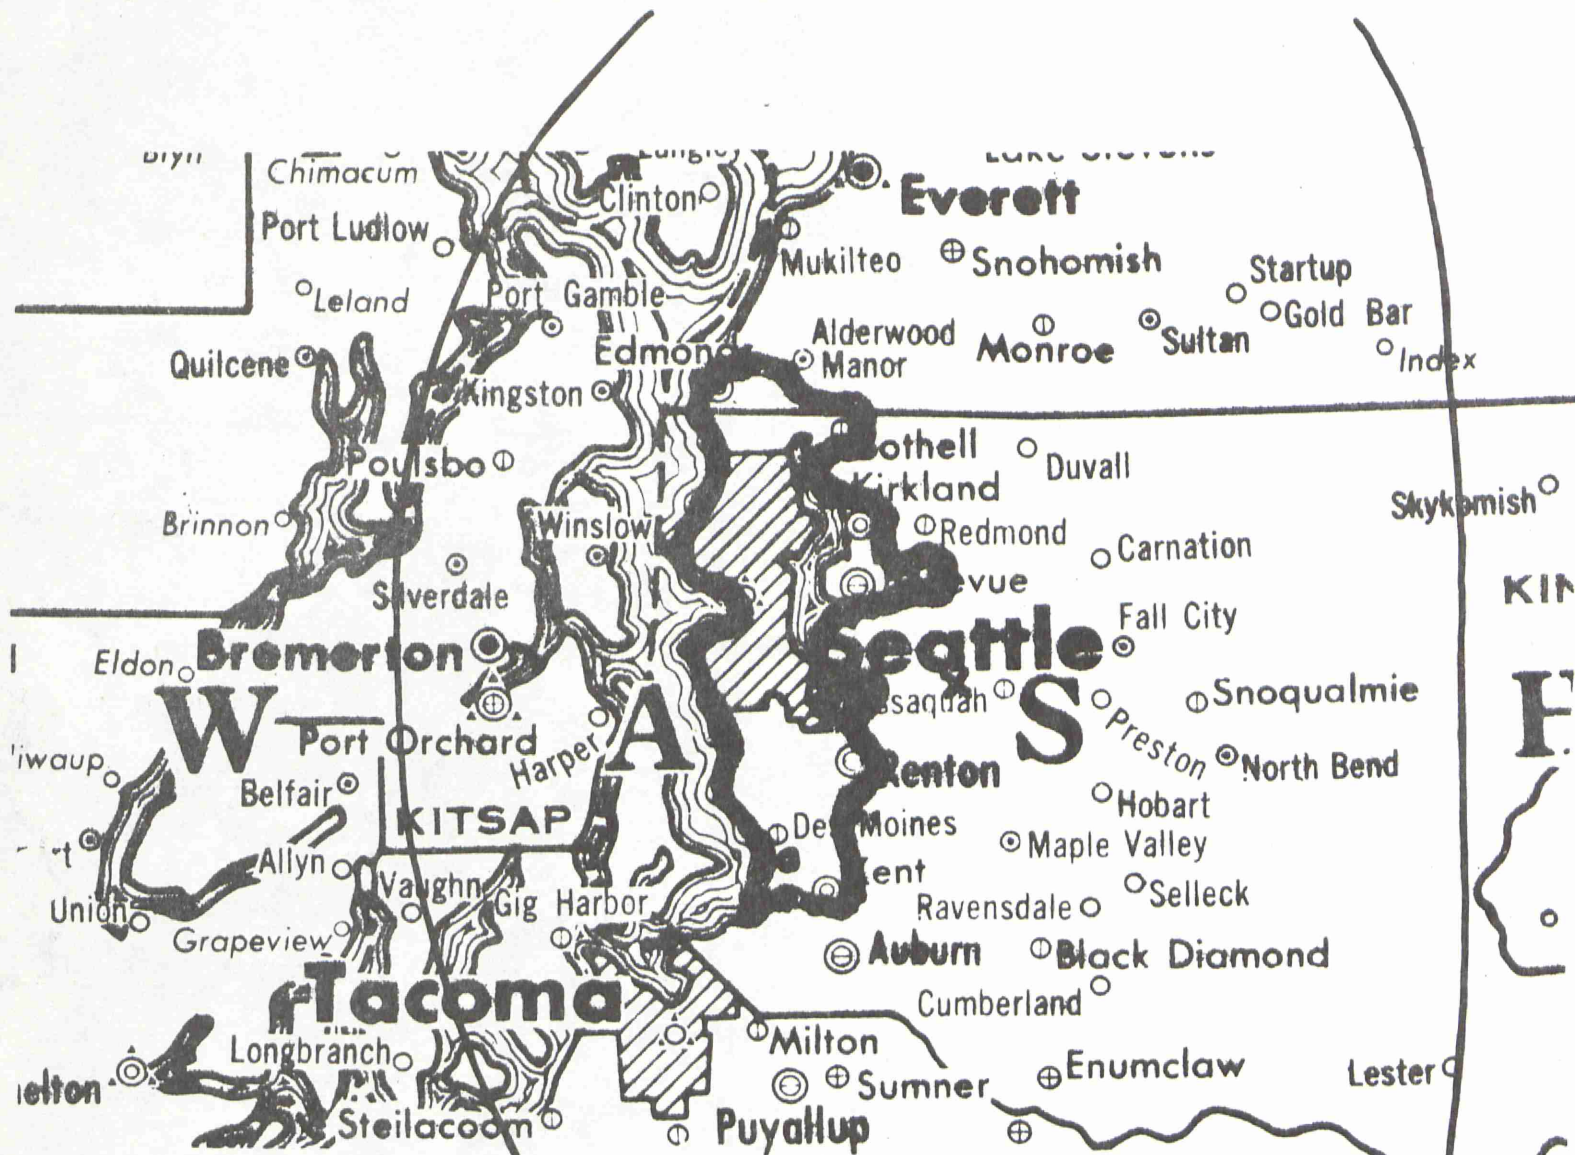 Chimacum
Clinton
Everett
Port Ludlow
Mukilteo
Snohomish
Startup
Leland
Port Gamble
Gold Bar
Alderwood
Manor
Monroe
Sultan
Index
Quilcene
Kingston
Poulsbo
Duvall
Kirkland
Skykomish
Brinnon
Winslow
Redmond
Carnation
Silverdale
Fall City
Bremerton
Seattle
Eldon
Snoqualmie
W A S
Port Orchard
Harper
Preston
North Bend
Belfair
Renton
Hobart
KITSAP
Des Moines
Maple Valley
Allyn
Vaughn
Selleck
Union
Gig Harbor
Ravensdale
Grapeview
Auburn
Black Diamond
Tacoma
Cumberland
Longbranch
Milton
Enumclaw
Lester
Sumner
Steilacoom
Puyallup